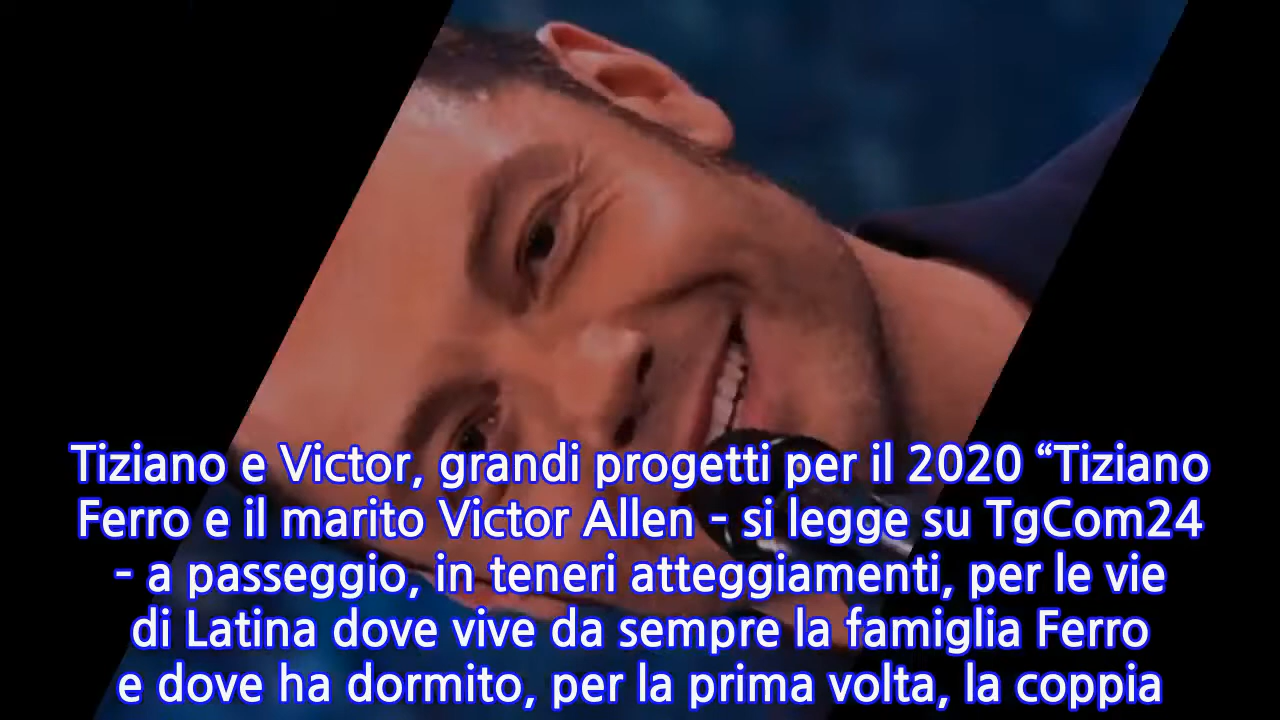 Tiziano e Victor, grandi progetti per il 2020 “Tiziano
Ferro e il marito Victor Allen - si legge su TgCom24
- a passeggio, in teneri atteggiamenti, per le vie
di Latina dove vive da sempre la famiglia Ferro
e dove ha dormito, per la prima volta, la coppia